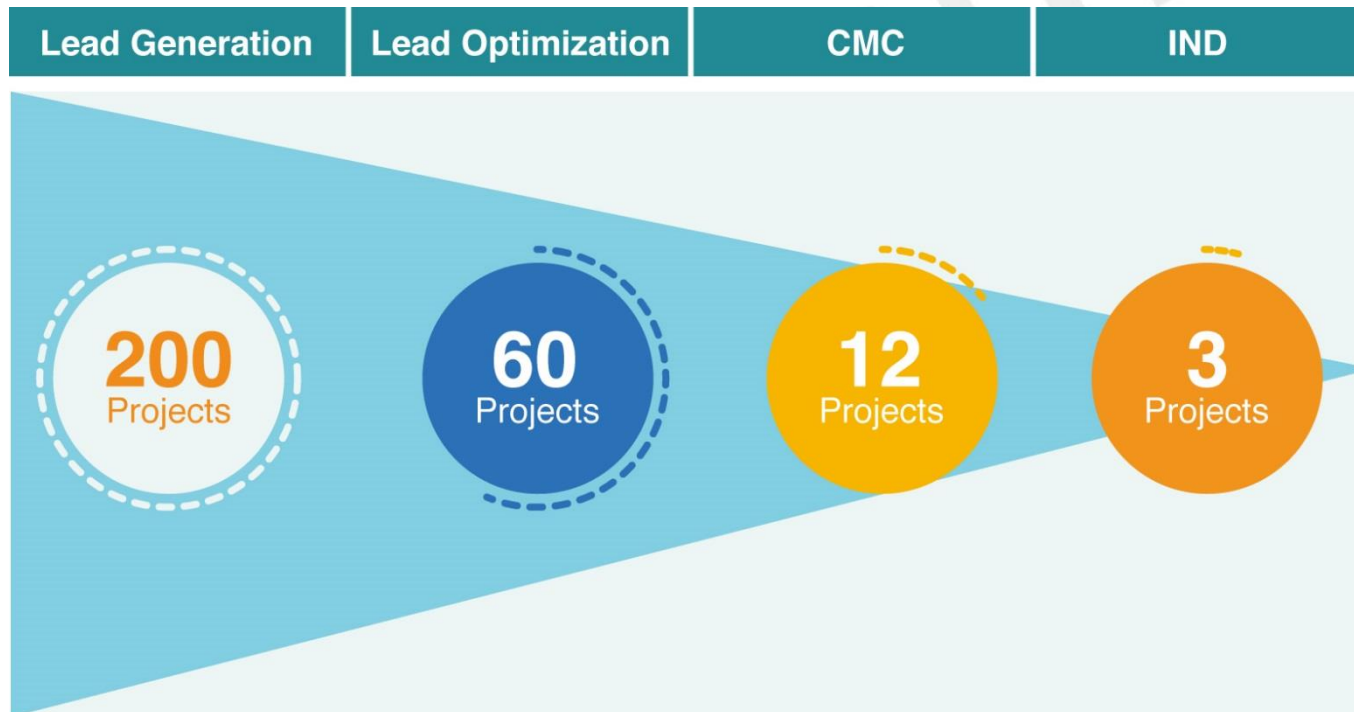 Lead Generation
Lead Optimization
CMC
IND
200
Projects
60
Projects
12
Projects
3
Projects